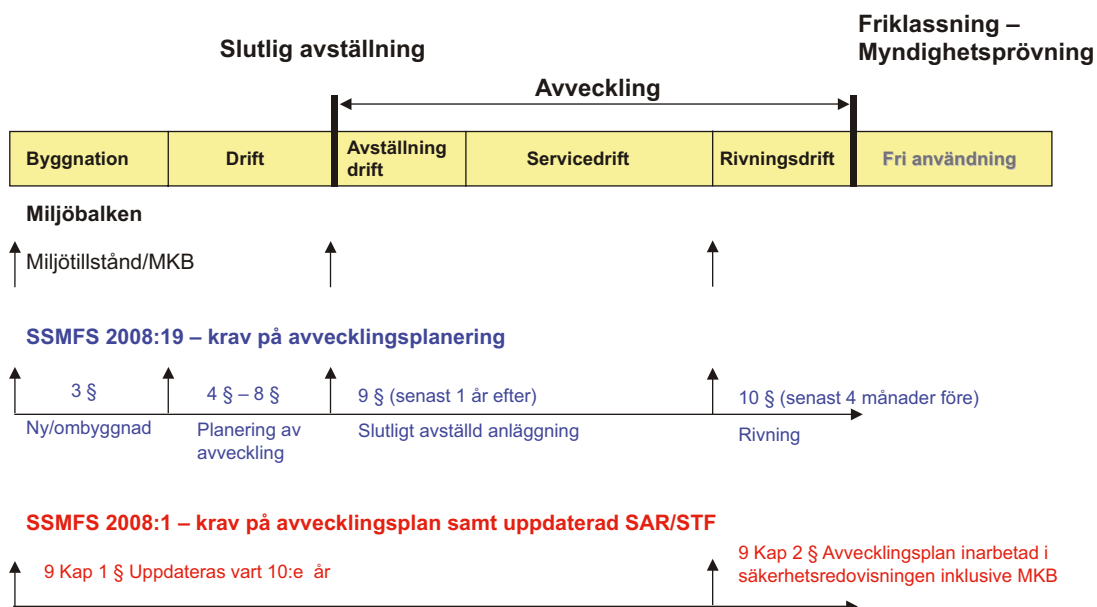 Slutlig avställning
Friklassning –
Myndighetsprövning
Avveckling
Byggnation
Drift
Avställning
drift
Servicedrift
Rivningsdrift
Fri användning
Miljöbalken
Miljötillstånd/MKB
SSMFS 2008:19 – krav på avvecklingsplanering
3 §
4 § – 8 §
9 § (senast 1 år efter)
10 § (senast 4 månader före)
Ny/ombyggnad
Planering av
avveckling
Slutligt avställd anläggning
Rivning
SSMFS 2008:1 – krav på avvecklingsplan samt uppdaterad SAR/STF
9 Kap 1 § Uppdateras vart 10:e år
9 Kap 2 § Avvecklingsplan inarbetad i
säkerhetsredovisningen inklusive MKB